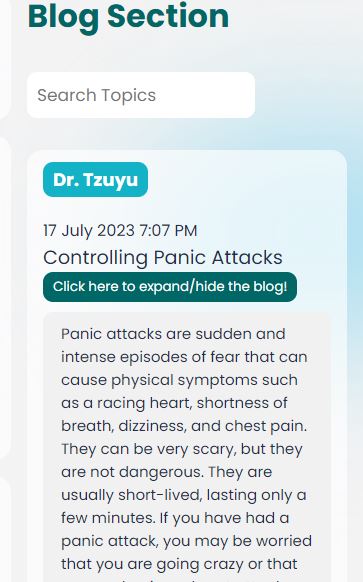 Blog Section
Search Topics
Dr. Tzuyu
17 July 2023 7:07 PM
Controlling Panic Attacks
Click here to expand/hide the blog!
Panic attacks are sudden and
intense episodes of fear that can
cause physical symptoms such
as a racing heart, shortness of
breath, dizziness, and chest pain.
They can be very scary, but they
are not dangerous. They are
usually short-lived, lasting only a
few minutes. If you have had a
panic attack, you may be worried
that you are going crazy or that